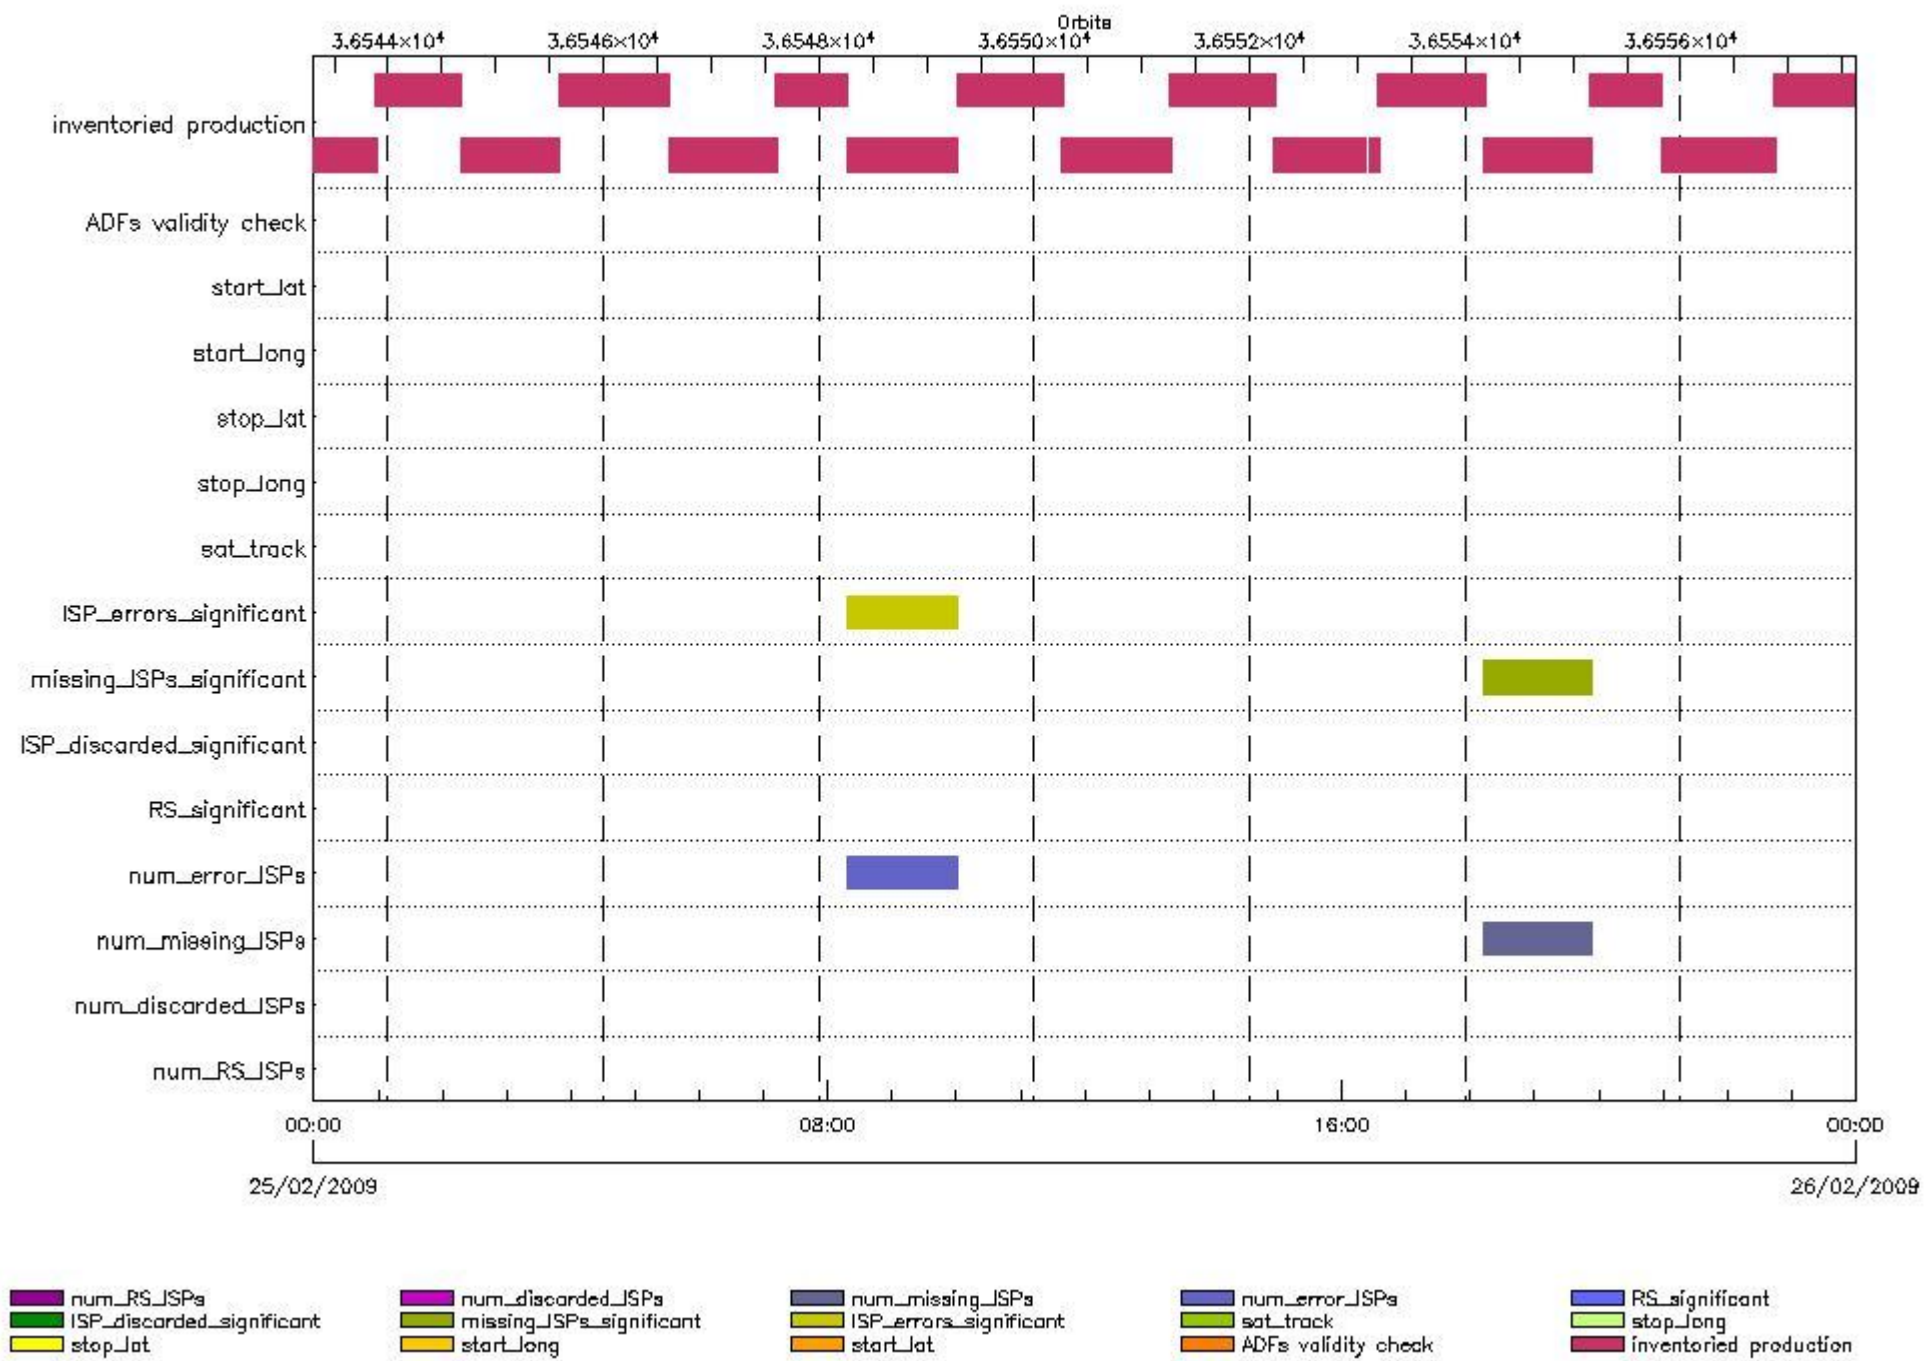 Orbits
3.6544×10⁴ 3.6546×10⁴ 3.6548×10⁴ 3.6550×10⁴ 3.6552×10⁴ 3.6554×10⁴ 3.6556×10⁴
inventoried production
ADFs validity check
start_lat
start_long
stop_lat
stop_long
sat_track
ISP_errors_significant
missing_ISPs_significant
ISP_discarded_significant
RS_significant
num_error_ISPs
num_missing_ISPs
num_discarded_ISPs
num_RS_ISPs
00:00 08:00 16:00 00:00
25/02/2009 26/02/2009
num_RS_ISPs num_discarded_ISPs num_missing_ISPs num_error_ISPs RS_significant
ISP_discarded_significant missing_ISPs_significant ISP_errors_significant sat_track stop_long
stop_lat start_long start_lat ADFs validity check inventoried production